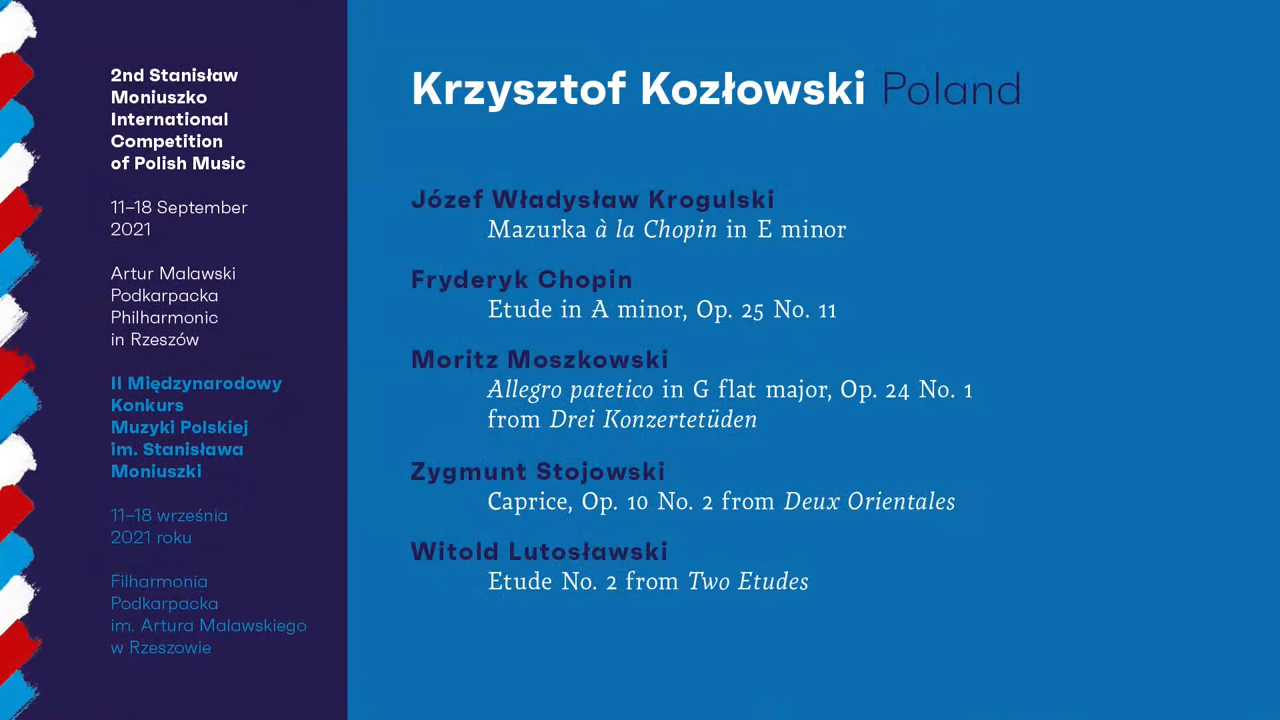 2nd Stanisław
Moniuszko
International
Competition
of Polish Music
11–18 September
2021
Artur Malawski
Podkarpacka
Philharmonic
in Rzeszów
II Międzynarodowy
Konkurs
Muzyki Polskiej
im. Stanisława
Moniuszki
11–18 września
2021 roku
Filharmonia
Podkarpacka
im. Artura Malawskiego
w Rzeszowie
Krzysztof Kozłowski Poland
Józef Władysław Krogulski
Mazurka à la Chopin in E minor
Fryderyk Chopin
Etude in A minor, Op. 25 No. 11
Moritz Moszkowski
Allegro patetico in G flat major, Op. 24 No. 1
from Drei Konzertetüden
Zygmunt Stojowski
Caprice, Op. 10 No. 2 from Deux Orientales
Witold Lutosławski
Etude No. 2 from Two Etudes